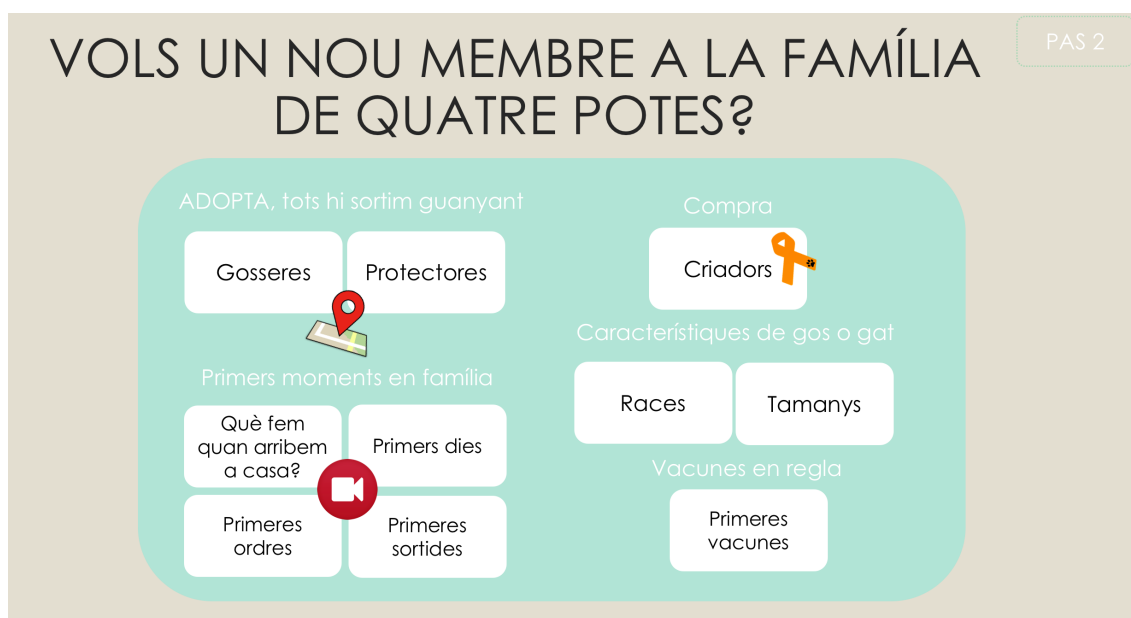 VOLS UN NOU MEMBRE A LA FAMÍLIA
DE QUATRE POTES?
PAS 2
ADOPTA, tots hi sortim guanyant
Gosseres
Protectores
Primers moments en família
Què fem
quan arribem
a casa?
Primers dies
Primeres
ordres
Primeres
sortides
Compra
Criadors
Característiques de gos o gat
Races
Tamanys
Vacunes en regla
Primeres
vacunes